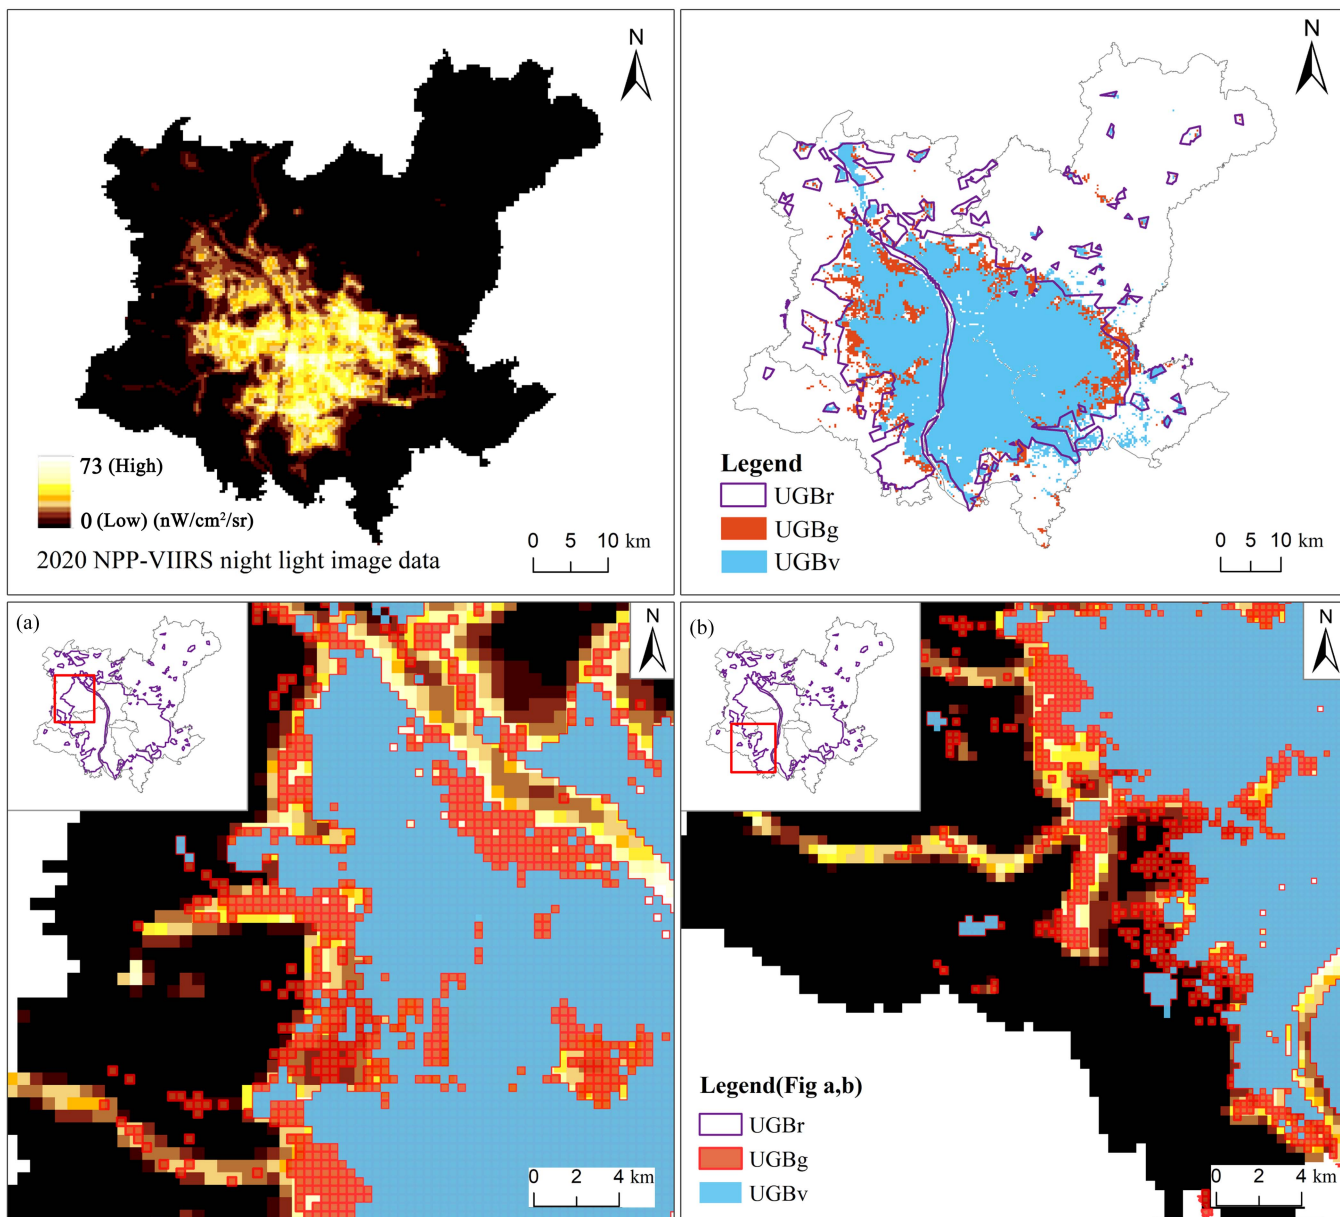 N
73 (High)
0 (Low) (nW/cm²/sr)
2020 NPP-VIIRS night light image data
0 5 10 km
N
Legend
UGBr
UGBg
UGBv
0 5 10 km
(a)
N
0 2 4 km
(b)
N
Legend(Fig a,b)
UGBr
UGBg
UGBv
0 2 4 km